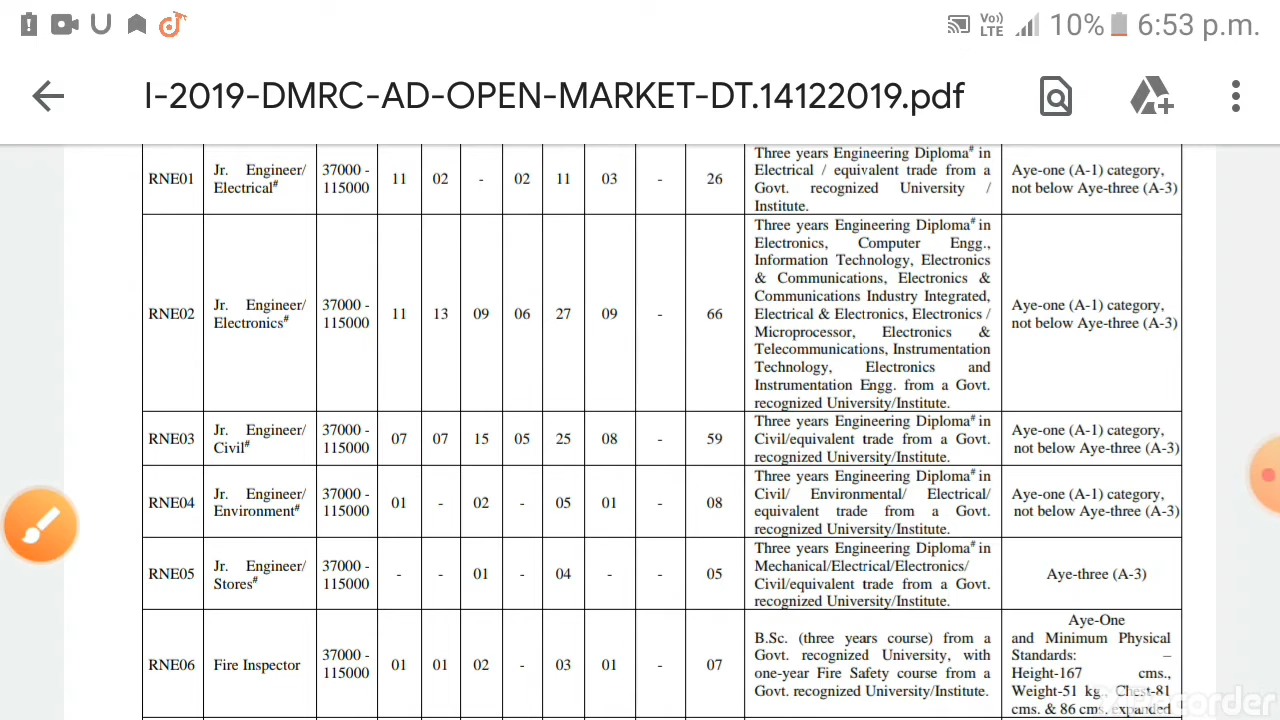 Vo)) LTE 10% 6:53 p.m.
I-2019-DMRC-AD-OPEN-MARKET-DT.14122019.pdf
RNE01 Jr. Engineer/ Electrical# 37000 - 115000 11 02 - 02 11 03 - 26
Three years Engineering Diploma# in
Electrical / equivalent trade from a
Govt. recognized University /
Institute.
Aye-one (A-1) category,
not below Aye-three (A-3)
RNE02 Jr. Engineer/ Electronics# 37000 - 115000 11 13 09 06 27 09 - 66
Three years Engineering Diploma# in
Electronics, Computer Engg.,
Information Technology, Electronics
& Communications, Electronics &
Communications Industry Integrated,
Electrical & Electronics, Electronics /
Microprocessor, Electronics &
Telecommunications, Instrumentation
Technology, Electronics and
Instrumentation Engg. from a Govt.
recognized University/Institute.
Aye-one (A-1) category,
not below Aye-three (A-3)
RNE03 Jr. Engineer/ Civil# 37000 - 115000 07 07 15 05 25 08 - 59
Three years Engineering Diploma# in
Civil/equivalent trade from a Govt.
recognized University/Institute.
Aye-one (A-1) category,
not below Aye-three (A-3)
RNE04 Jr. Engineer/ Environment# 37000 - 115000 01 - 02 - 05 01 - 08
Three years Engineering Diploma# in
Civil/ Environmental/ Electrical/
equivalent trade from a Govt.
recognized University/Institute.
Aye-one (A-1) category,
not below Aye-three (A-3)
RNE05 Jr. Engineer/ Stores# 37000 - 115000 - - 01 - 04 - - 05
Three years Engineering Diploma# in
Mechanical/Electrical/Electronics/
Civil/equivalent trade from a Govt.
recognized University/Institute.
Aye-three (A-3)
RNE06 Fire Inspector 37000 - 115000 01 01 02 - 03 01 - 07
B.Sc. (three years course) from a
Govt. recognized University, with
one-year Fire Safety course from a
Govt. recognized University/Institute.
Aye-One
and Minimum Physical
Standards: –
Height-167 cms.,
Weight-51 kg., Chest-81
cms. & 86 cms. expanded